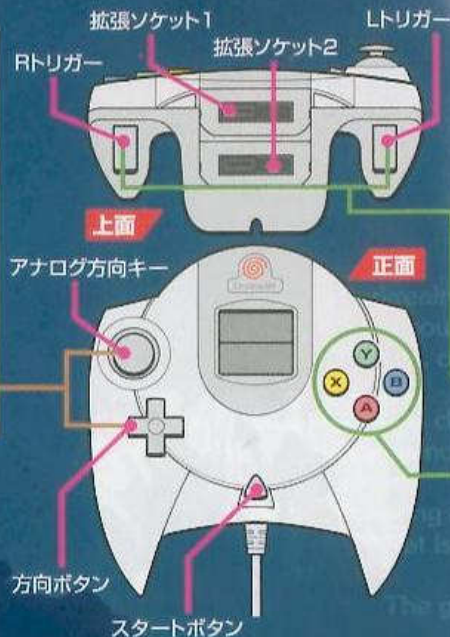 拡張ソケット1
Lトリガー
拡張ソケット2
Rトリガー
上面
アナログ方向キー
正面
Dreamcast
Y
X
B
A
方向ボタン
スタートボタン
The g